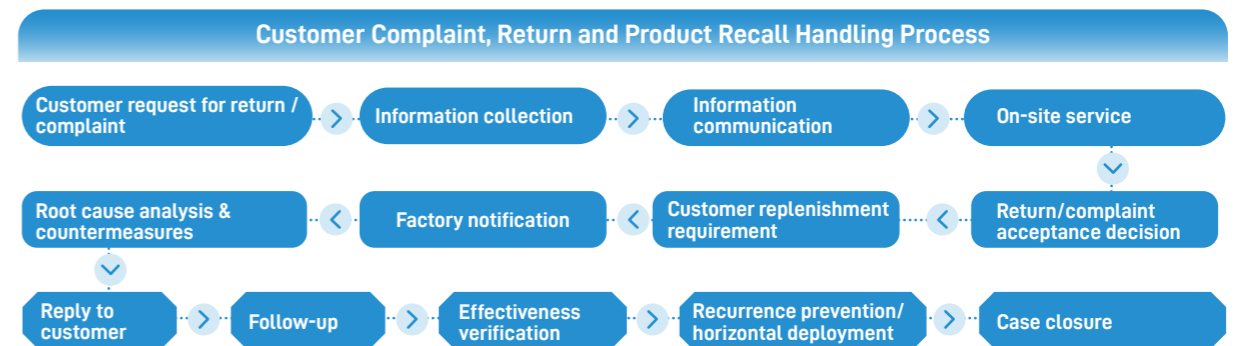 Customer Complaint, Return and Product Recall Handling Process
Customer request for return /
complaint
Information collection
Information
communication
On-site service
Return/complaint
acceptance decision
Customer replenishment
requirement
Factory notification
Root cause analysis &
countermeasures
Reply to
customer
Follow-up
Effectiveness
verification
Recurrence prevention/
horizontal deployment
Case closure